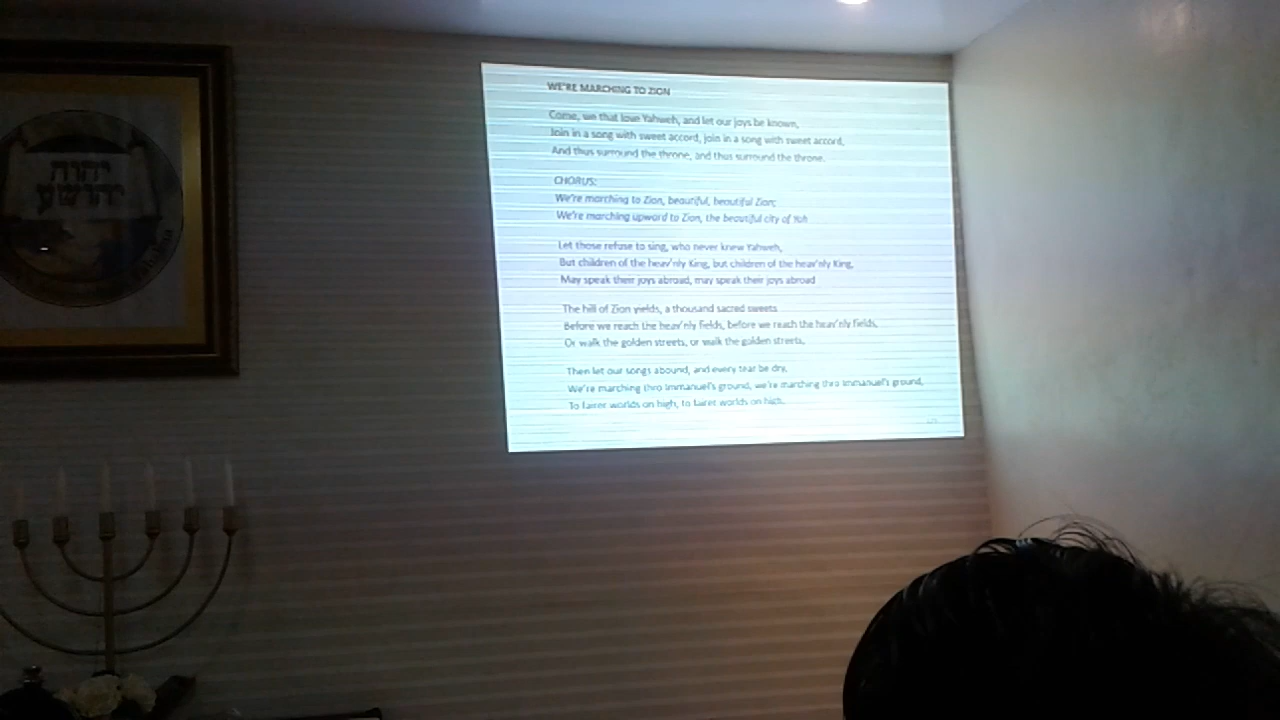 יהוה
יהושע
WE'RE MARCHING TO ZION
Come, we that love Yahweh, and let our joys be known,
Join in a song with sweet accord, join in a song with sweet accord,
And thus surround the throne, and thus surround the throne.
CHORUS:
We're marching to Zion, beautiful, beautiful Zion;
We're marching upward to Zion, the beautiful city of Yah
Let those refuse to sing, who never knew Yahweh,
But children of the heav'nly King, but children of the heav'nly King,
May speak their joys abroad, may speak their joys abroad
The hill of Zion yields, a thousand sacred sweets
Before we reach the heav'nly fields, before we reach the heav'nly fields,
Or walk the golden streets, or walk the golden streets,
Then let our songs abound, and every tear be dry,
We're marching thro Immanuel's ground, we're marching thro Immanuel's ground,
To fairer worlds on high, to fairer worlds on high.